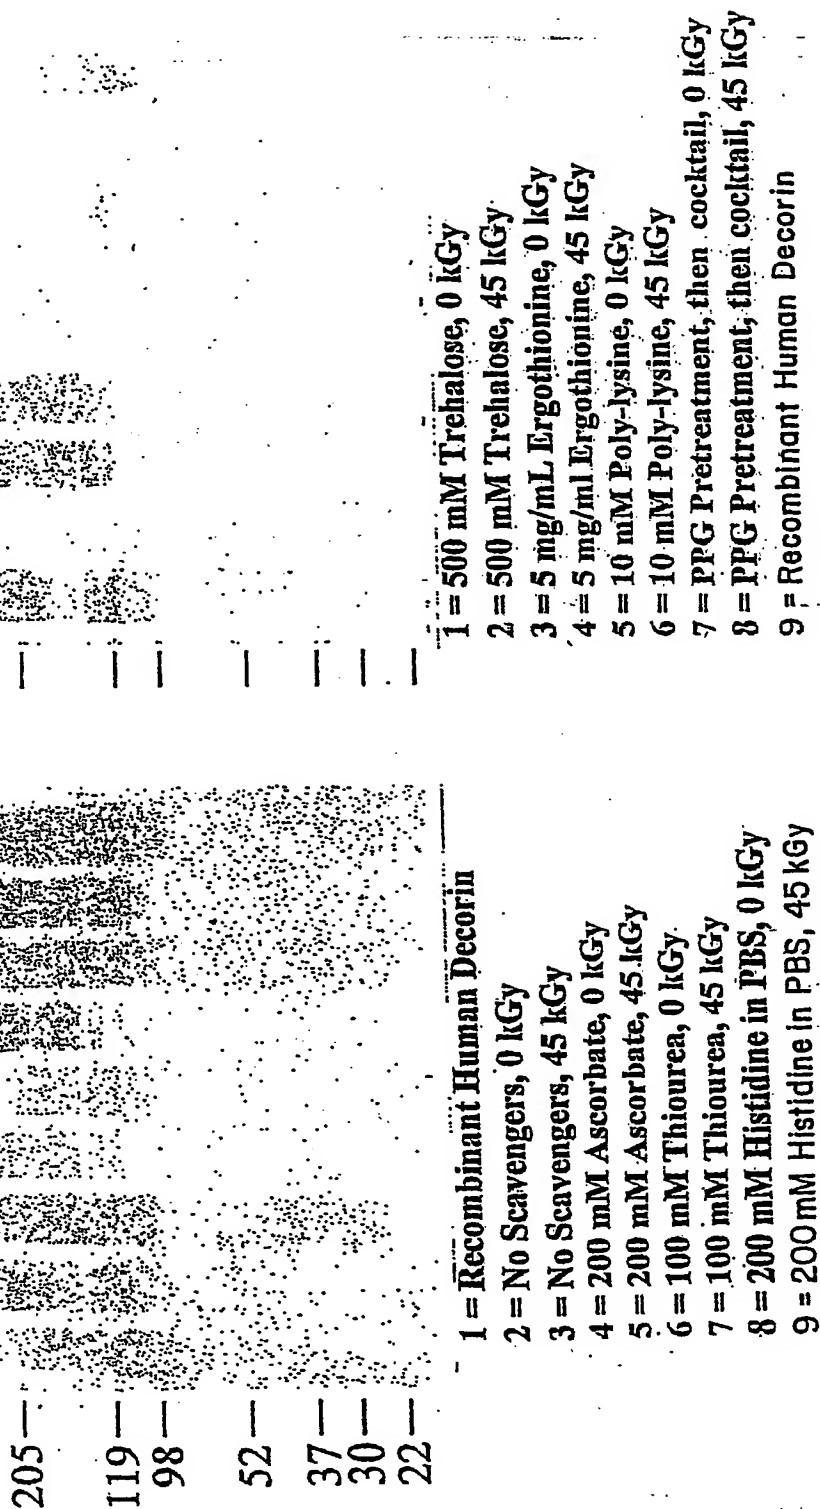 205
119
98
52
37
30
22
1 = Recombinant Human Decorin
2 = No Scavengers, 0 kGy
3 = No Scavengers, 45 kGy
4 = 200 mM Ascorbate, 0 kGy
5 = 200 mM Ascorbate, 45 kGy
6 = 100 mM Thiourea, 0 kGy
7 = 100 mM Thiourea, 45 kGy
8 = 200 mM Histidine in PBS, 0 kGy
9 = 200mM Histidine in PBS, 45 kGy
1 = 500 mM Trehalose, 0 kGy
2 = 500 mM Trehalose, 45 kGy
3 = 5 mg/mL Ergothionine, 0 kGy
4 = 5 mg/ml Ergothionine, 45 kGy
5 = 10 mM Poly-lysine, 0 kGy
6 = 10 mM Poly-lysine, 45 kGy
7 = PPG Pretreatment, then cocktail, 0 kGy
8 = PPG Pretreatment, then cocktail, 45 kGy
9 = Recombinant Human Decorin